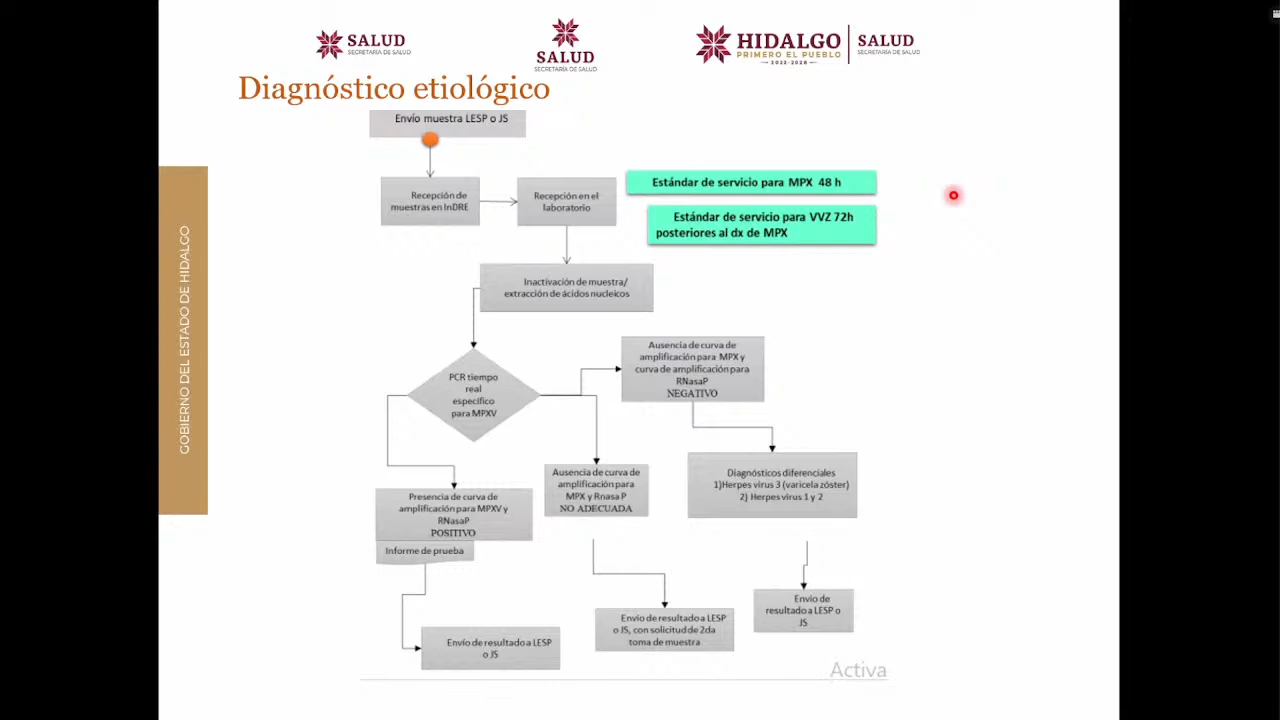 SALUD
SECRETARÍA DE SALUD
SALUD
SECRETARÍA DE SALUD
HIDALGO
PRIMERO EL PUEBLO
2022-2028
SALUD
SECRETARÍA DE SALUD
Diagnóstico etiológico
Envío muestra LESP o JS
Recepción de
muestras en InDRE
Recepción en el
laboratorio
Estándar de servicio para MPX 48 h
Estándar de servicio para VVZ 72h
posteriores al dx de MPX
GOBIERNO DEL ESTADO DE HIDALGO
Inactivación de muestra/
extracción de ácidos nucleicos
PCR tiempo
real
específico
para MPXV
Ausencia de curva de
amplificación para MPX y
curva de amplificación para
RNasaP
NEGATIVO
Presencia de curva de
amplificación para MPXV y
RNasaP
POSITIVO
Informe de prueba
Ausencia de curva de
amplificación para
MPX y Rnasa P
NO ADECUADA
Diagnósticos diferenciales
1)Herpes virus 3 (varicela zóster)
2) Herpes virus 1 y 2
Envío de resultado a LESP
o JS
Envio de resultado a LESP
o JS, con solicitud de 2da
toma de muestra
Envío de
resultado a LESP o
JS
Activa